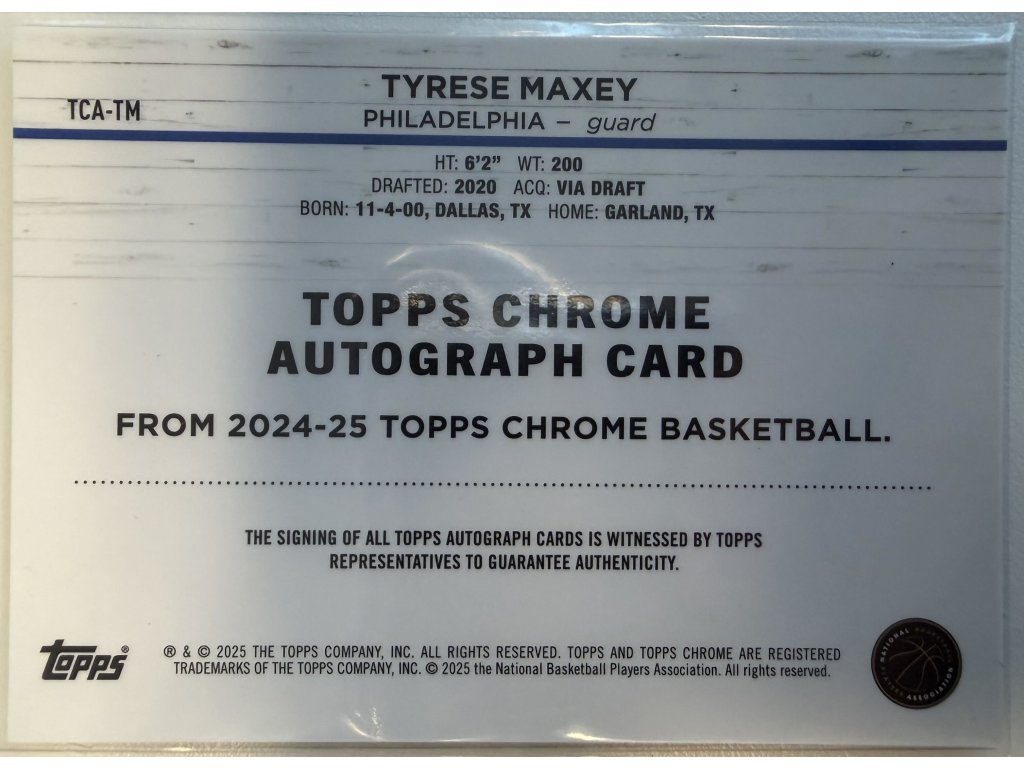 TCA-TM
TYRESE MAXEY
PHILADELPHIA – guard
HT: 6'2" WT: 200
DRAFTED: 2020 ACQ: VIA DRAFT
BORN: 11-4-00, DALLAS, TX HOME: GARLAND, TX
TOPPS CHROME
AUTOGRAPH CARD
FROM 2024-25 TOPPS CHROME BASKETBALL.
THE SIGNING OF ALL TOPPS AUTOGRAPH CARDS IS WITNESSED BY TOPPS
REPRESENTATIVES TO GUARANTEE AUTHENTICITY.
topps®
® & © 2025 THE TOPPS COMPANY, INC. ALL RIGHTS RESERVED. TOPPS AND TOPPS CHROME ARE REGISTERED
TRADEMARKS OF THE TOPPS COMPANY, INC. © 2025 the National Basketball Players Association. All rights reserved.
NATIONAL
ASSOCIATION